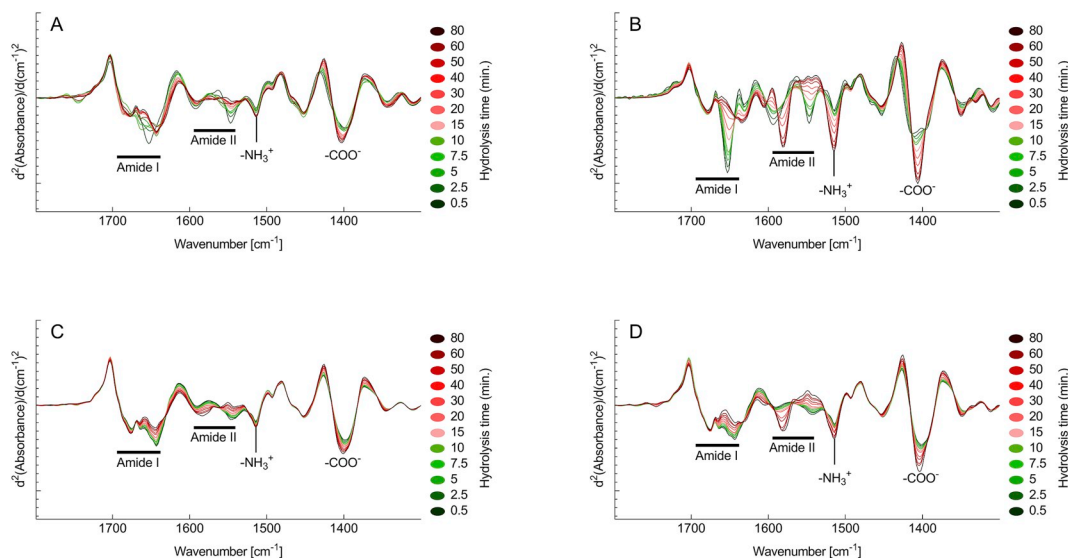 A
d²(Absorbance)/d(cm⁻¹)²
Amide I
Amide II
-NH₃⁺
-COO⁻
1700
1600
1500
1400
Wavenumber [cm⁻¹]
80
60
50
40
30
20
15
10
7.5
5
2.5
0.5
Hydrolysis time (min.)
B
d²(Absorbance)/d(cm⁻¹)²
Amide I
Amide II
-NH₃⁺
-COO⁻
1700
1600
1500
1400
Wavenumber [cm⁻¹]
80
60
50
40
30
20
15
10
7.5
5
2.5
0.5
Hydrolysis time (min.)
C
d²(Absorbance)/d(cm⁻¹)²
Amide I
Amide II
-NH₃⁺
-COO⁻
1700
1600
1500
1400
Wavenumber [cm⁻¹]
80
60
50
40
30
20
15
10
7.5
5
2.5
0.5
Hydrolysis time (min.)
D
d²(Absorbance)/d(cm⁻¹)²
Amide I
Amide II
-NH₃⁺
-COO⁻
1700
1600
1500
1400
Wavenumber [cm⁻¹]
80
60
50
40
30
20
15
10
7.5
5
2.5
0.5
Hydrolysis time (min.)